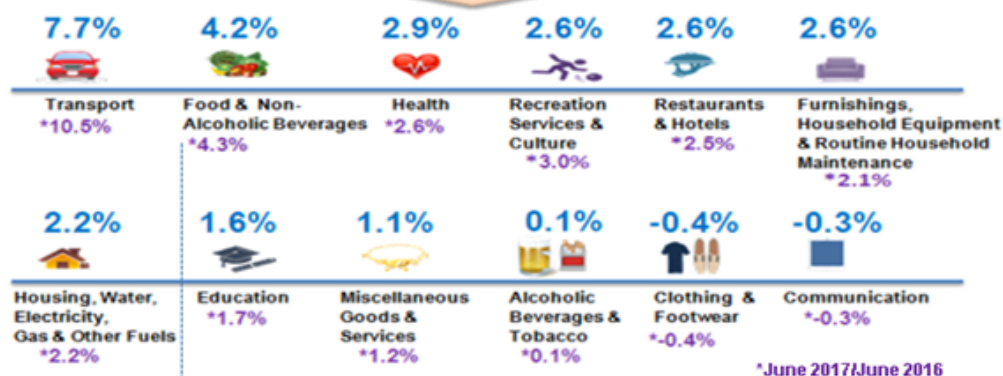 7.7% 4.2% 2.9% 2.6% 2.6% 2.6%
Transport
*10.5%
Food & Non-
Alcoholic Beverages
*4.3%
Health
*2.6%
Recreation
Services &
Culture
*3.0%
Restaurants
& Hotels
*2.5%
Furnishings,
Household Equipment
& Routine Household
Maintenance
*2.1%
2.2% 1.6% 1.1% 0.1% -0.4% -0.3%
Housing, Water,
Electricity,
Gas & Other Fuels
*2.2%
Education
*1.7%
Miscellaneous
Goods &
Services
*1.2%
Alcoholic
Beverages &
Tobacco
*0.1%
Clothing &
Footwear
*-0.4%
Communication
*-0.3%
*June 2017/June 2016